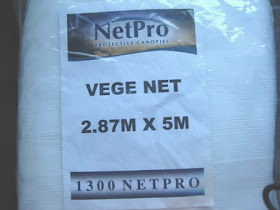 NetPro
PROTECTIVE CANOPIES
VEGE NET
2.87M X 5M
1300 NETPRO